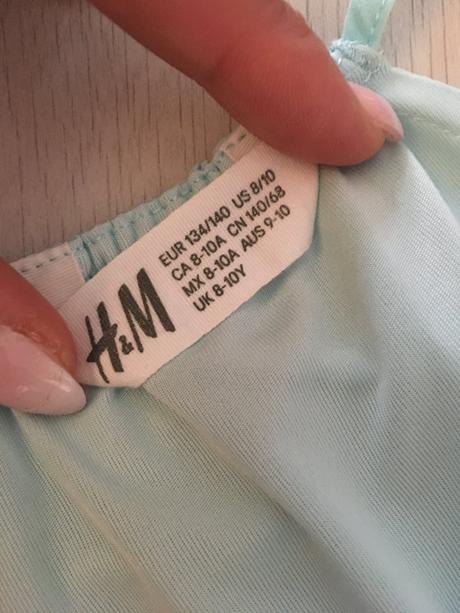 H&M
EUR 134/140 US 8/10
CA 8-10A CN 140/68
MX 8-10A AUS 9-10
UK 8-10Y